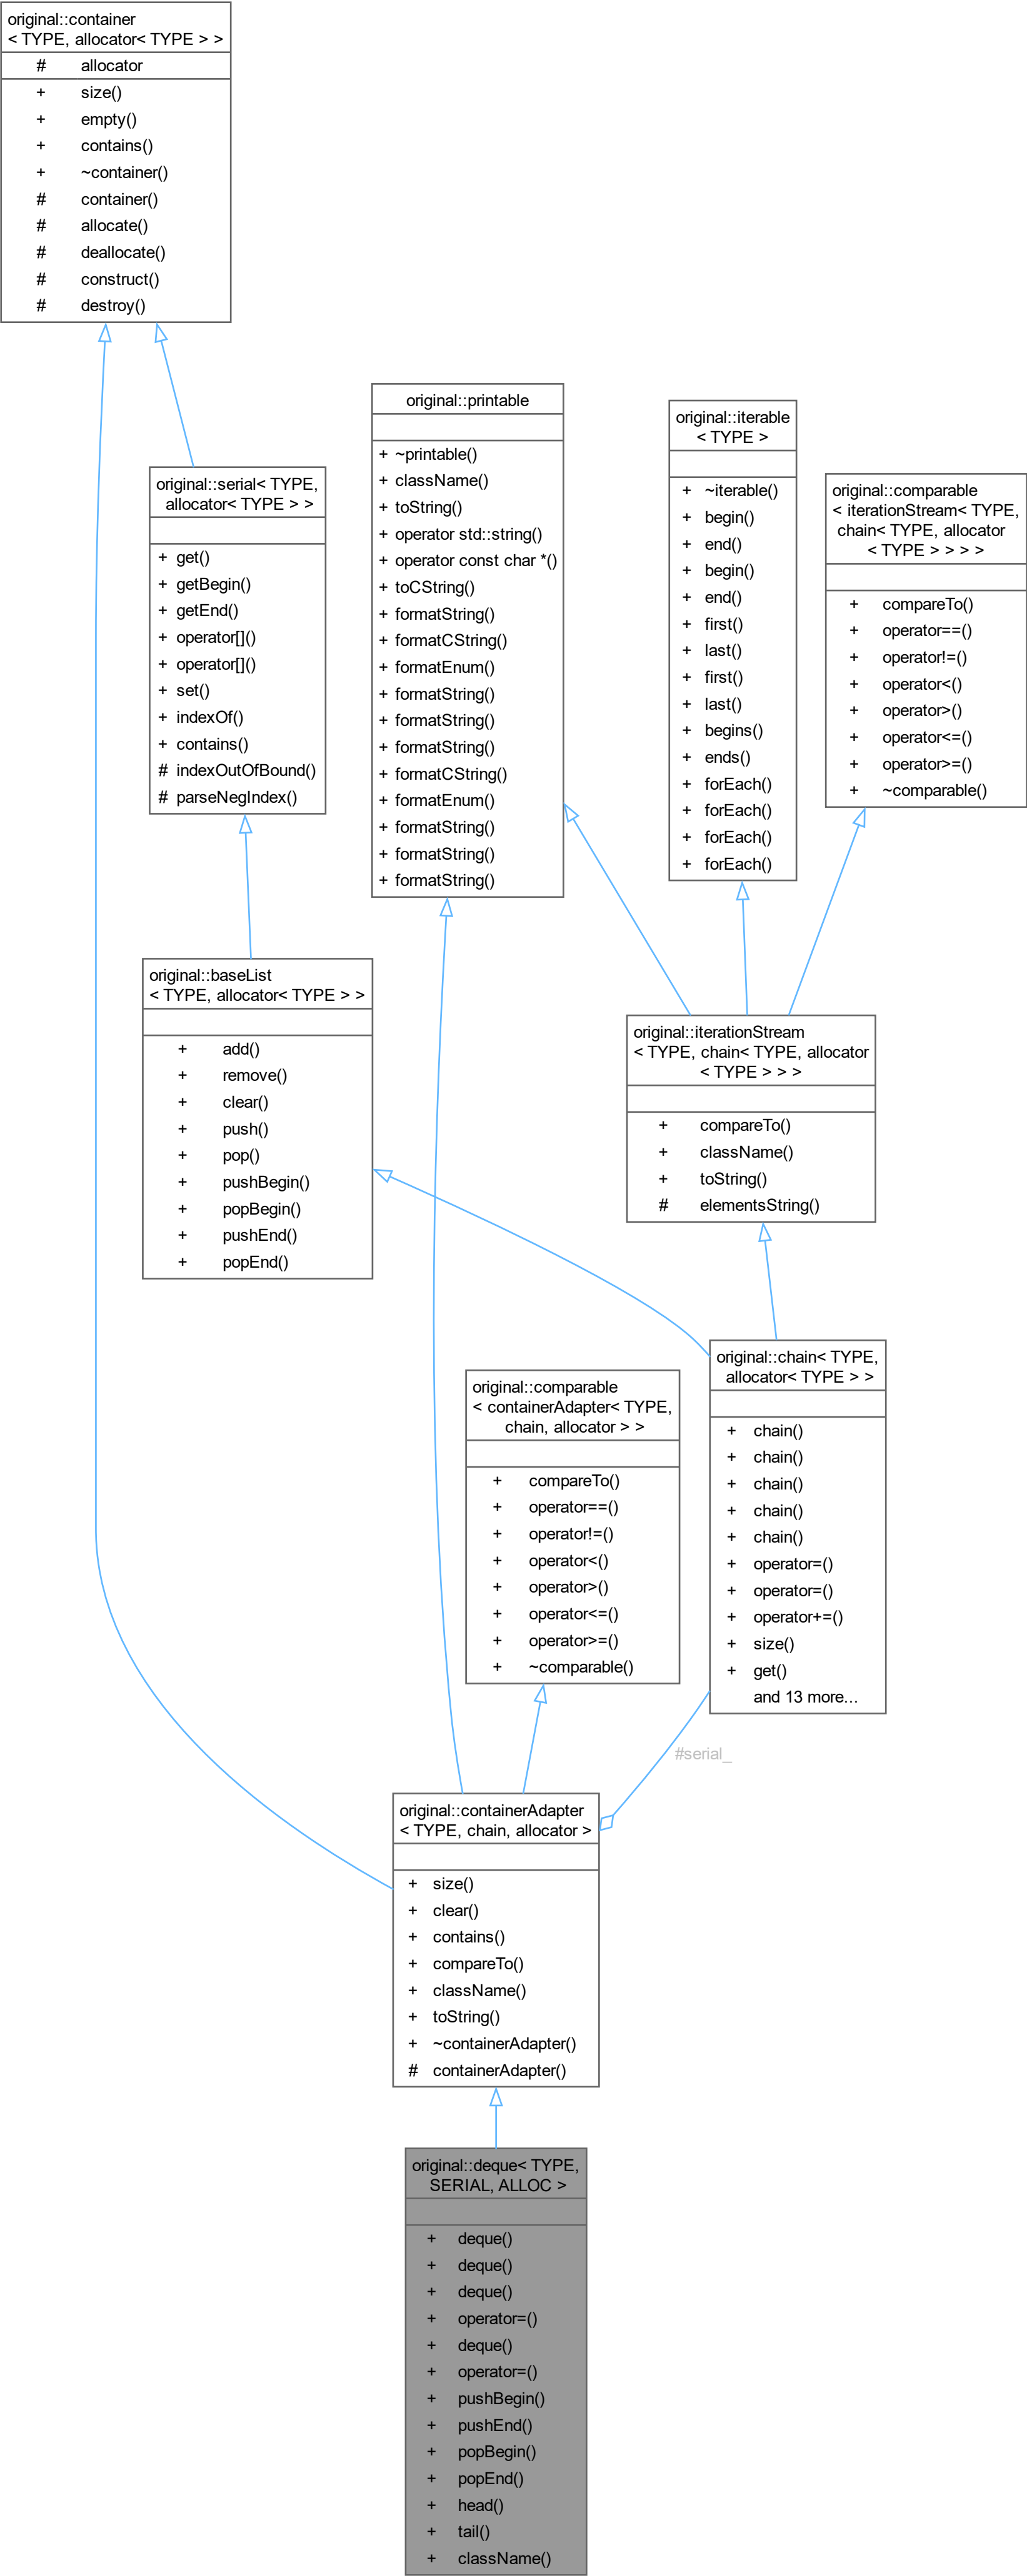 original::container
< TYPE, allocator< TYPE > >
# allocator
+ size()
+ empty()
+ contains()
+ ~container()
# container()
# allocate()
# deallocate()
# construct()
# destroy()
original::printable
+ ~printable()
+ className()
+ toString()
+ operator std::string()
+ operator const char *()
+ toCString()
+ formatString()
+ formatCString()
+ formatEnum()
+ formatString()
+ formatString()
+ formatString()
+ formatCString()
+ formatEnum()
+ formatString()
+ formatString()
+ formatString()
original::iterable
< TYPE >
+ ~iterable()
+ begin()
+ end()
+ begin()
+ end()
+ first()
+ last()
+ first()
+ last()
+ begins()
+ ends()
+ forEach()
+ forEach()
+ forEach()
+ forEach()
original::serial< TYPE,
allocator< TYPE > >
+ get()
+ getBegin()
+ getEnd()
+ operator[]()
+ operator[]()
+ set()
+ indexOf()
+ contains()
# indexOutOfBound()
# parseNegIndex()
original::comparable
< iterationStream< TYPE,
chain< TYPE, allocator
< TYPE > > > >
+ compareTo()
+ operator==()
+ operator!=()
+ operator<()
+ operator>()
+ operator<=()
+ operator>=()
+ ~comparable()
original::baseList
< TYPE, allocator< TYPE > >
+ add()
+ remove()
+ clear()
+ push()
+ pop()
+ pushBegin()
+ popBegin()
+ pushEnd()
+ popEnd()
original::iterationStream
< TYPE, chain< TYPE, allocator
< TYPE > > >
+ compareTo()
+ className()
+ toString()
# elementsString()
original::chain< TYPE,
allocator< TYPE > >
+ chain()
+ chain()
+ chain()
+ chain()
+ chain()
+ operator=()
+ operator=()
+ operator+=()
+ size()
+ get()
and 13 more...
original::comparable
< containerAdapter< TYPE,
chain, allocator > >
+ compareTo()
+ operator==()
+ operator!=()
+ operator<()
+ operator>()
+ operator<=()
+ operator>=()
+ ~comparable()
#serial_
original::containerAdapter
< TYPE, chain, allocator >
+ size()
+ clear()
+ contains()
+ compareTo()
+ className()
+ toString()
+ ~containerAdapter()
# containerAdapter()
original::deque< TYPE,
SERIAL, ALLOC >
+ deque()
+ deque()
+ deque()
+ operator=()
+ deque()
+ operator=()
+ pushBegin()
+ pushEnd()
+ popBegin()
+ popEnd()
+ head()
+ tail()
+ className()